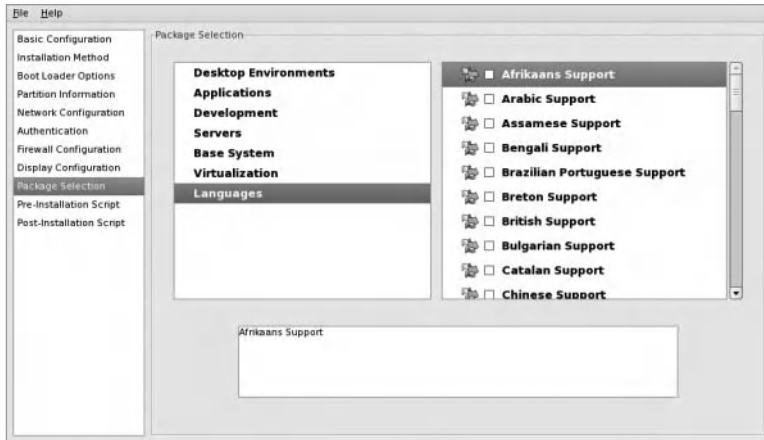 File Help
Basic Configuration
Installation Method
Boot Loader Options
Partition Information
Network Configuration
Authentication
Firewall Configuration
Display Configuration
Package Selection
Pre-Installation Script
Post-Installation Script
Package Selection
Desktop Environments
Applications
Development
Servers
Base System
Virtualization
Languages
Afrikaans Support
Arabic Support
Assamese Support
Bengali Support
Brazilian Portuguese Support
Breton Support
British Support
Bulgarian Support
Catalan Support
Chinese Support
Afrikaans Support